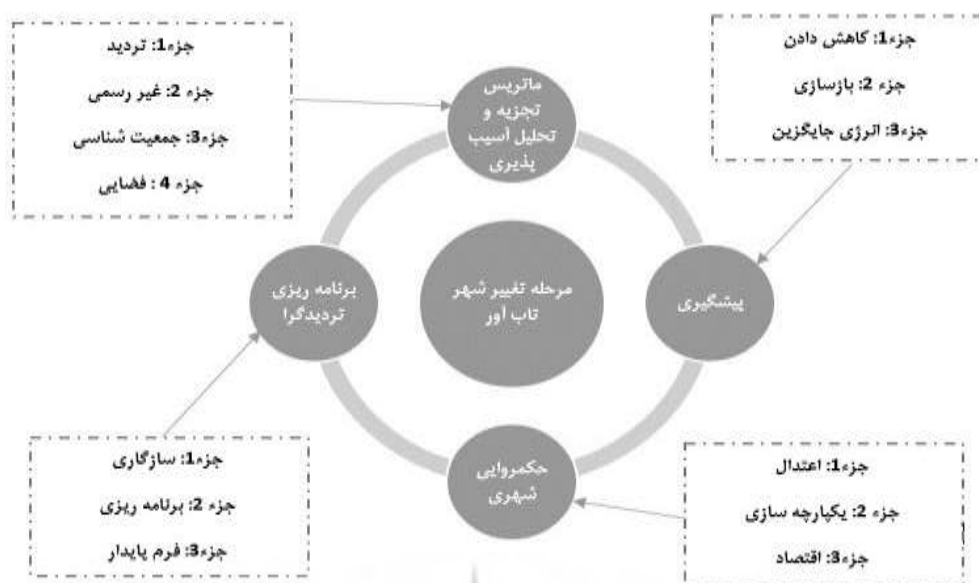 جزء1: تردید
جزء 2: غیر رسمی
جزء3: جمعیت شناسی
جزء 4 : فضایی
جزء1: کاهش دادن
جزء 2: بازسازی
جزء3: انرژی جایگزین
ماتریس
تجزیه و
تحلیل آسیب
پذیری
برنامه ریزی
تردیدگرا
مرحله تغییر شهر
تاب آور
پیشگیری
حکمروایی
شهری
جزء1: سازگاری
جزء 2: برنامه ریزی
جزء3: فرم پایدار
جزء1: اعتدال
جزء 2: یکپارچه سازی
جزء3: اقتصاد